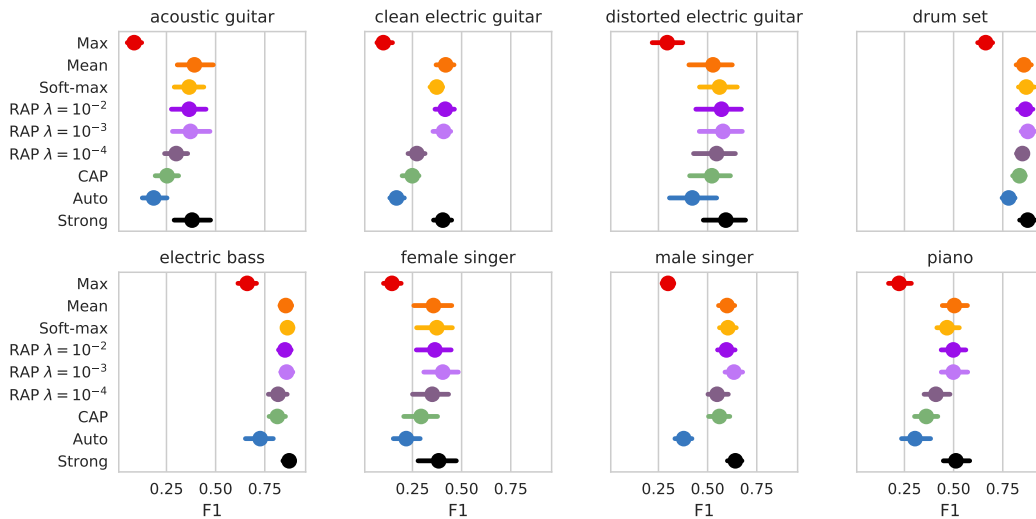 acoustic guitar clean electric guitar distorted electric guitar drum set
Max
Mean
Soft-max
RAP λ = 10⁻²
RAP λ = 10⁻³
RAP λ = 10⁻⁴
CAP
Auto
Strong
electric bass female singer male singer piano
Max
Mean
Soft-max
RAP λ = 10⁻²
RAP λ = 10⁻³
RAP λ = 10⁻⁴
CAP
Auto
Strong
0.25 0.50 0.75 0.25 0.50 0.75 0.25 0.50 0.75 0.25 0.50 0.75
F1 F1 F1 F1